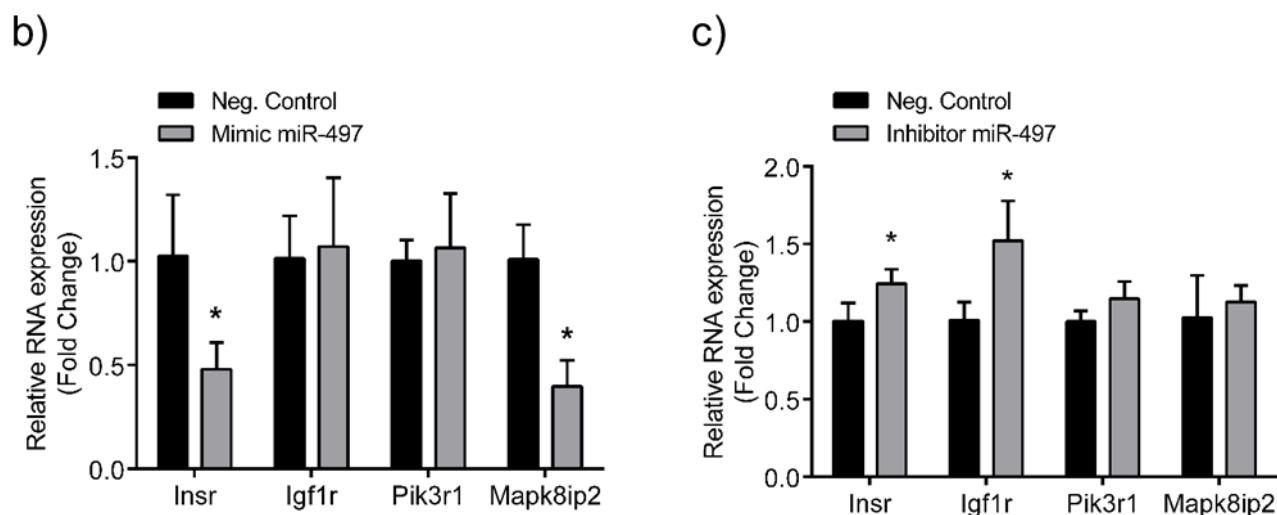 b)
Neg. Control
Mimic miR-497
Relative RNA expression
(Fold Change)
1.5
1.0
0.5
0.0
*
*
Insr Igf1r Pik3r1 Mapk8ip2
c)
Neg. Control
Inhibitor miR-497
Relative RNA expression
(Fold Change)
2.0
1.5
1.0
0.5
0.0
*
*
Insr Igf1r Pik3r1 Mapk8ip2